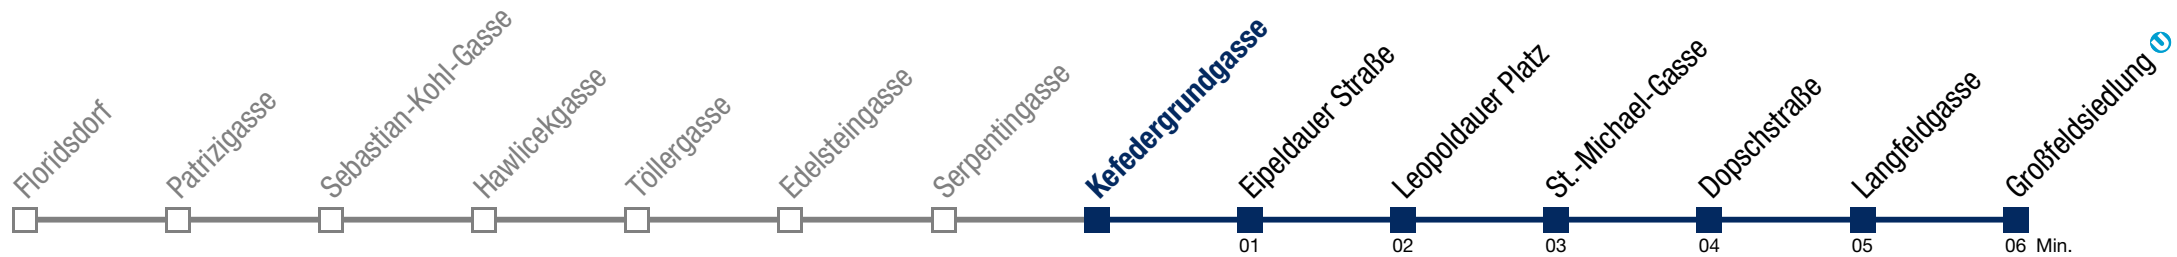 Floridsdorf
Patrizigasse
Sebastian-Kohl-Gasse
Hawlicekgasse
Töllergasse
Edelsteingasse
Serpentingasse
Kefedergrundgasse
Eipeldauer Straße
Leopoldauer Platz
St.-Michael-Gasse
Dopschstraße
Langfeldgasse
Großfeldsiedlung U
01 02 03 04 05 06 Min.